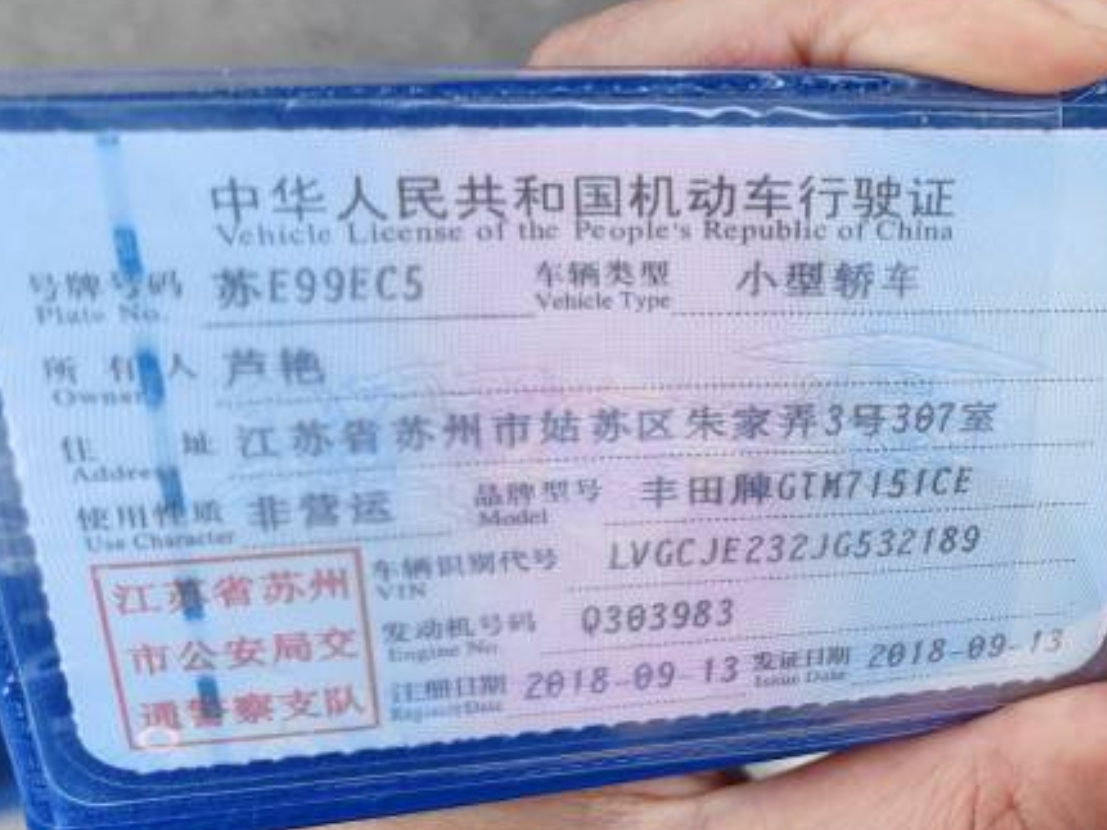 中华人民共和国机动车行驶证
Vehicle License of the People's Republic of China
号牌号码 苏E99EC5 车辆类型 小型轿车
Plate No. Vehicle Type
所有人 芦艳
Owner
住址 江苏省苏州市姑苏区朱家弄3号307室
Address
使用性质 非营运 品牌型号 丰田牌GTM7151CE
Use Character Model
江苏省苏州 车辆识别代号 LVGCJE232JG532189
VIN
市公安局交 发动机号码 Q303983
Engine No.
通警察支队 注册日期 2018-09-13 发证日期 2018-09-13
Register Date Issue Date